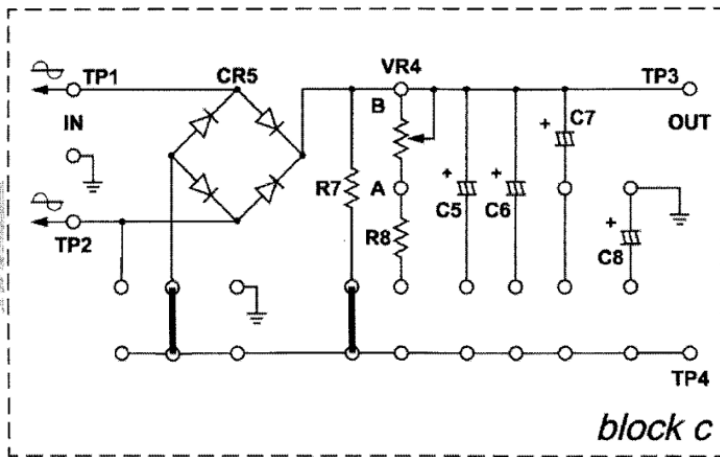 TP1
CR5
VR4
TP3
B
C7
+
IN
OUT
+
+
R7
A
C5
C6
+
R8
C8
TP2
TP4
block c